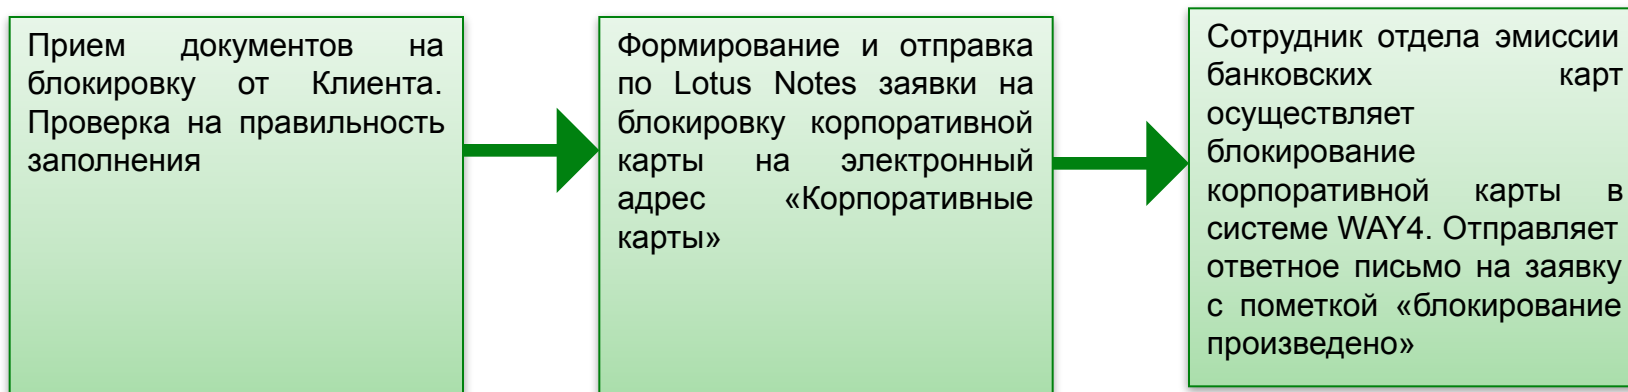 Прием документов на
блокировку от Клиента.
Проверка на правильность
заполнения
Формирование и отправка
по Lotus Notes заявки на
блокировку корпоративной
карты на электронный
адрес «Корпоративные
карты»
Сотрудник отдела эмиссии
банковских карт
осуществляет
блокирование
корпоративной карты в
системе WAY4. Отправляет
ответное письмо на заявку
с пометкой «блокирование
произведено»